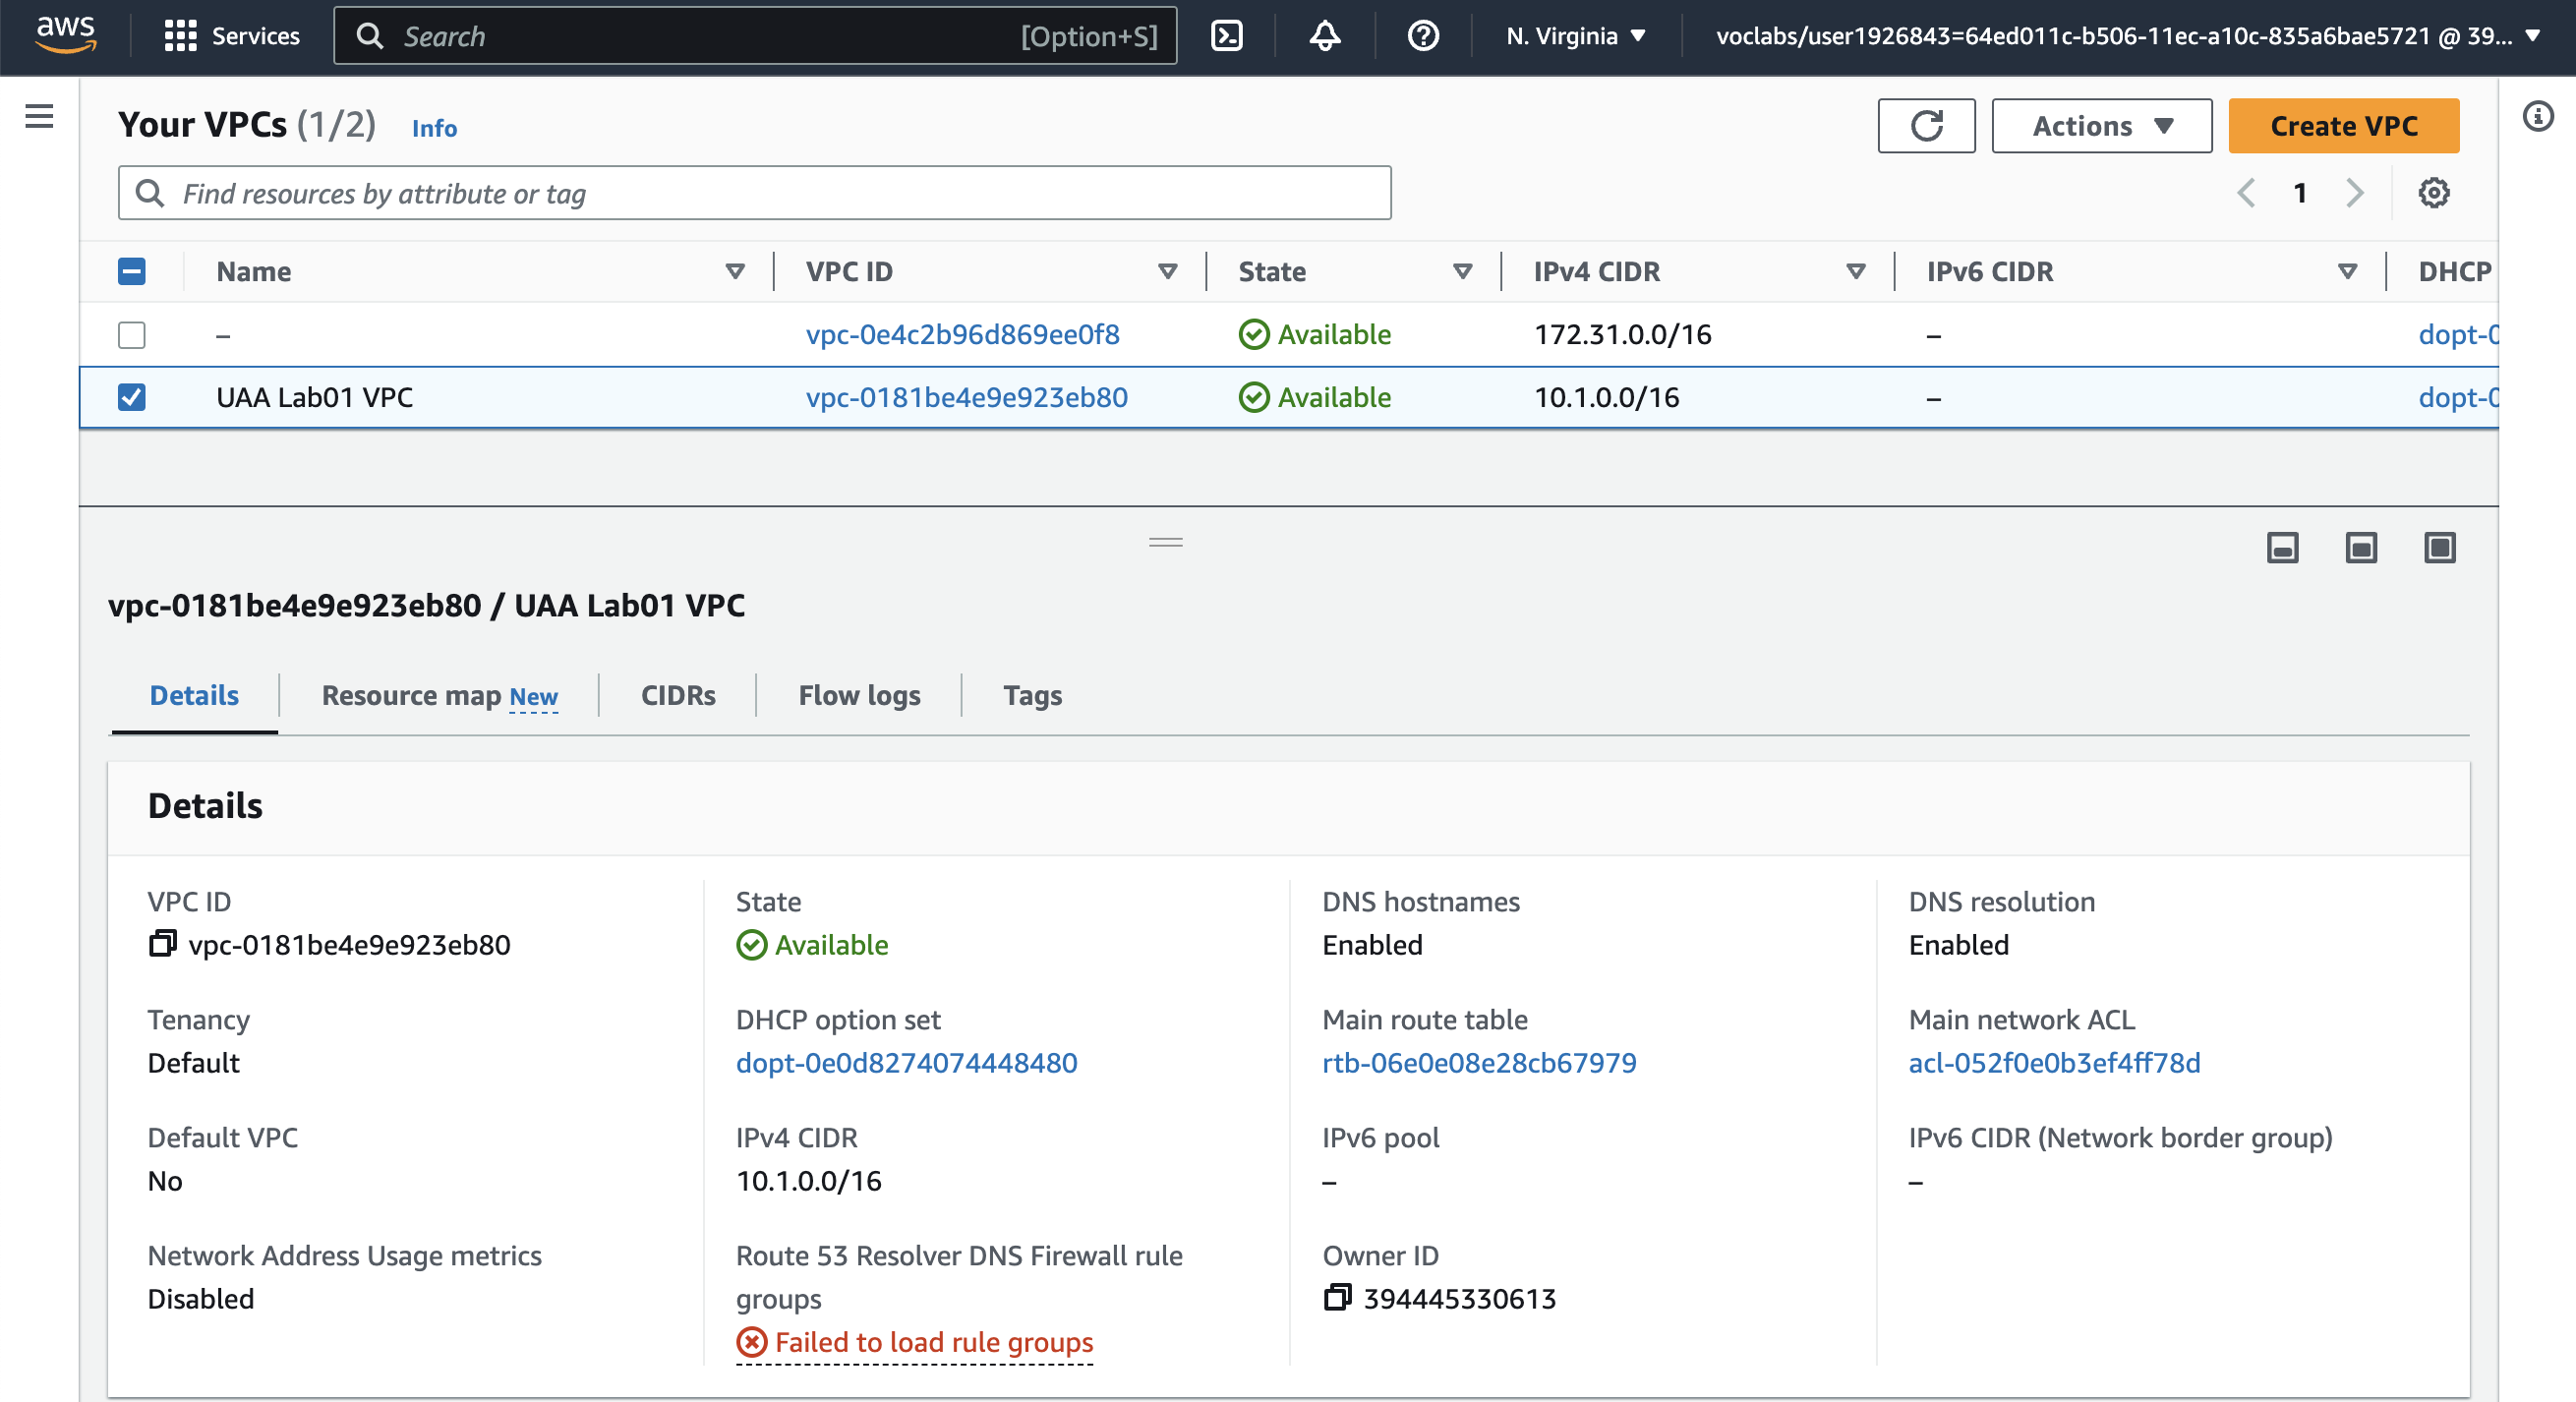 aws Services Search [Option+S] N. Virginia voclabs/user1926843=64ed011c-b506-11ec-a10c-835a6bae5721 @ 39...
Your VPCs (1/2) Info Actions Create VPC
Find resources by attribute or tag 1
Name VPC ID State IPv4 CIDR IPv6 CIDR DHCP
– vpc-0e4c2b96d869ee0f8 Available 172.31.0.0/16 – dopt-0
UAA Lab01 VPC vpc-0181be4e9e923eb80 Available 10.1.0.0/16 – dopt-0
vpc-0181be4e9e923eb80 / UAA Lab01 VPC
Details Resource map New CIDRs Flow logs Tags
Details
VPC ID State DNS hostnames DNS resolution
vpc-0181be4e9e923eb80 Available Enabled Enabled
Tenancy DHCP option set Main route table Main network ACL
Default dopt-0e0d8274074448480 rtb-06e0e08e28cb67979 acl-052f0e0b3ef4ff78d
Default VPC IPv4 CIDR IPv6 pool IPv6 CIDR (Network border group)
No 10.1.0.0/16 – –
Network Address Usage metrics Route 53 Resolver DNS Firewall rule Owner ID
Disabled groups 394445330613
Failed to load rule groups